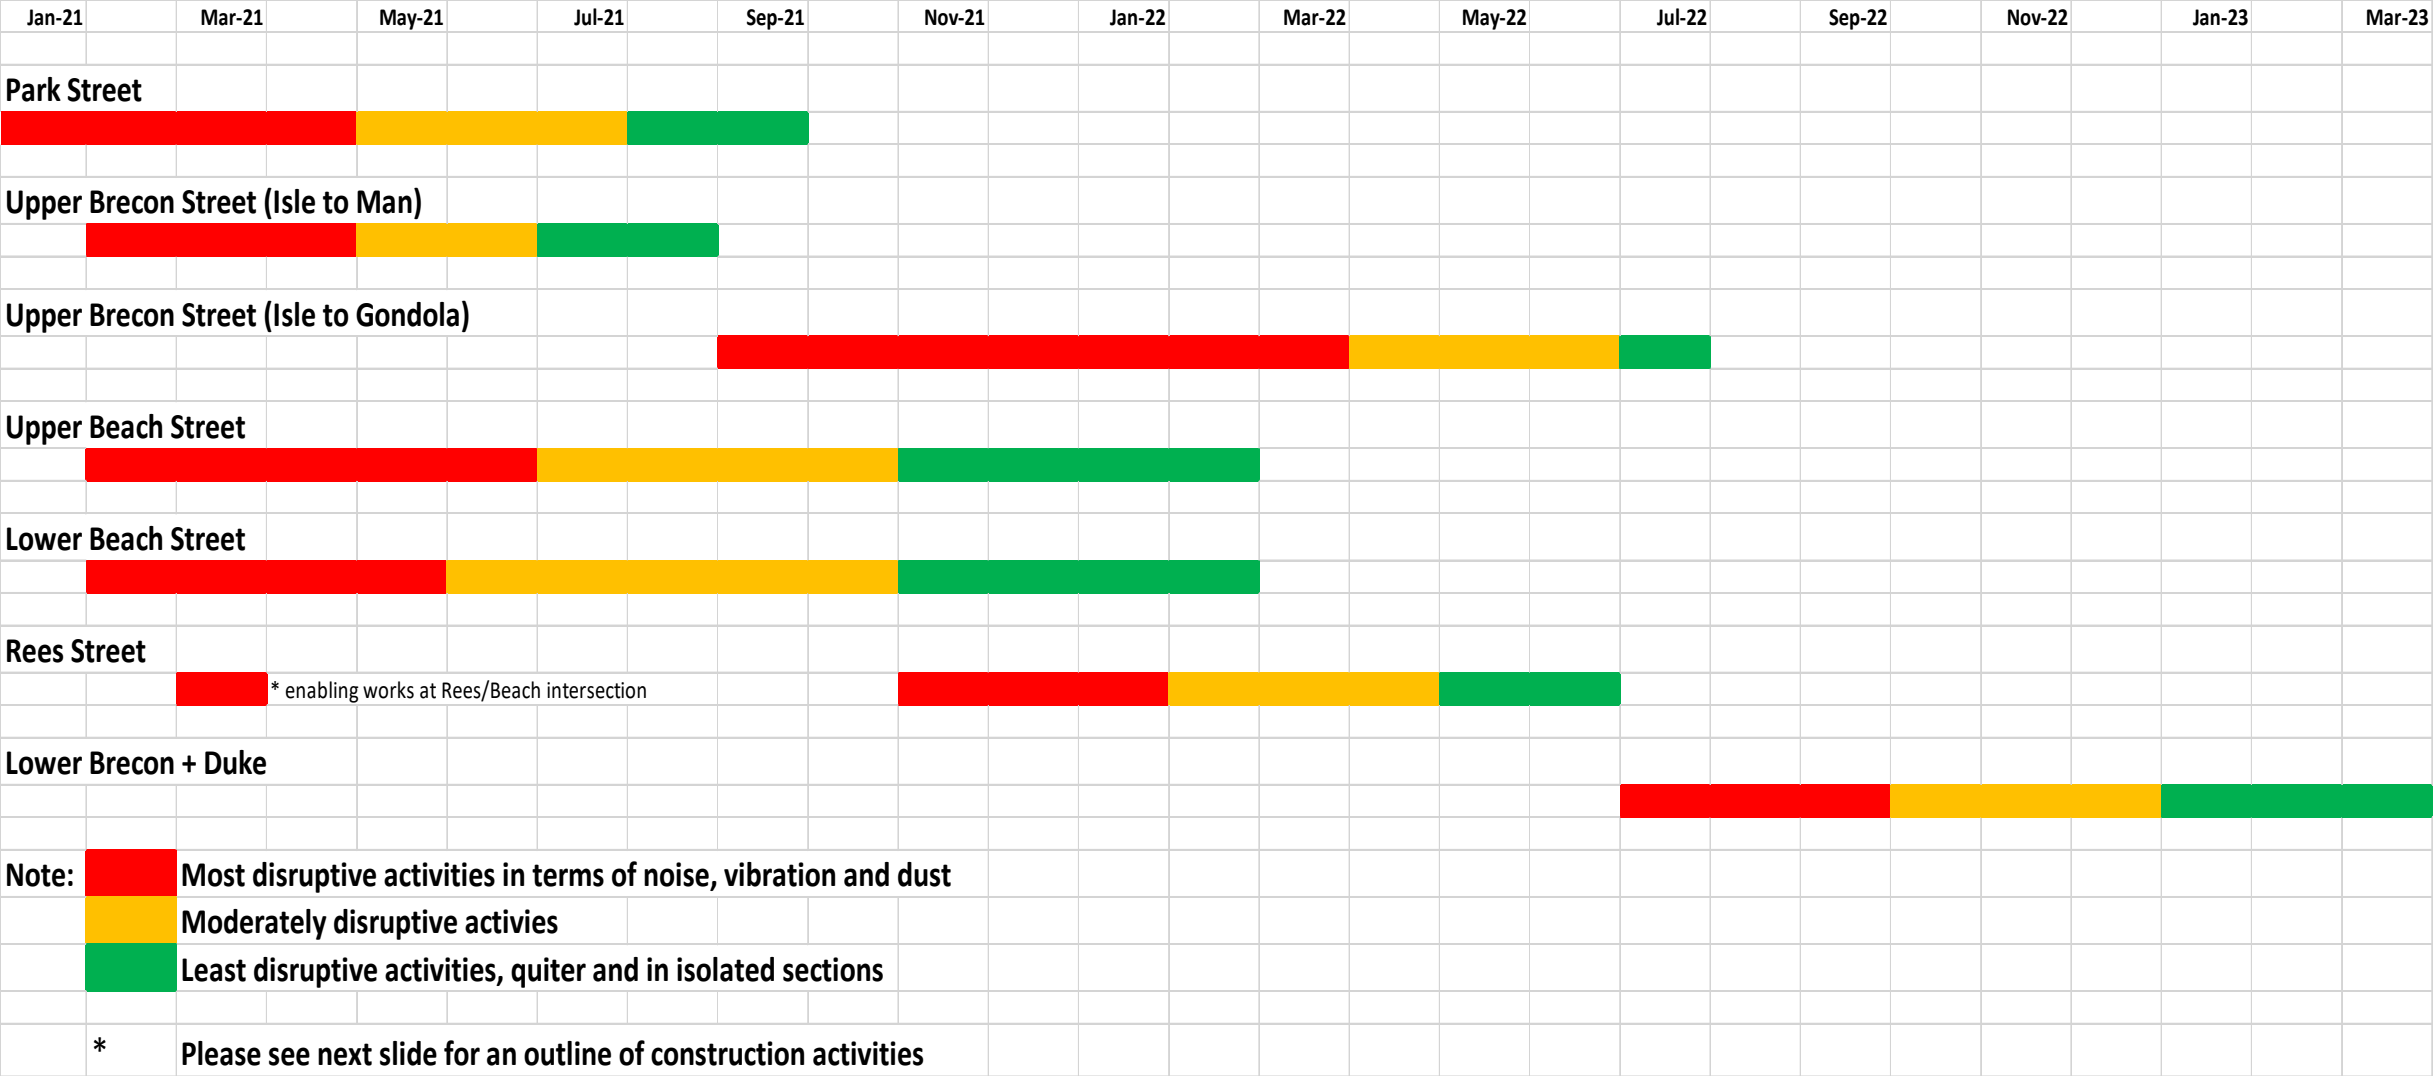 Jan-21 Mar-21 May-21 Jul-21 Sep-21 Nov-21 Jan-22 Mar-22 May-22 Jul-22 Sep-22 Nov-22 Jan-23 Mar-23
Park Street
Upper Brecon Street (Isle to Man)
Upper Brecon Street (Isle to Gondola)
Upper Beach Street
Lower Beach Street
Rees Street
* enabling works at Rees/Beach intersection
Lower Brecon + Duke
Note: Most disruptive activities in terms of noise, vibration and dust
Moderately disruptive activies
Least disruptive activities, quiter and in isolated sections
* Please see next slide for an outline of construction activities